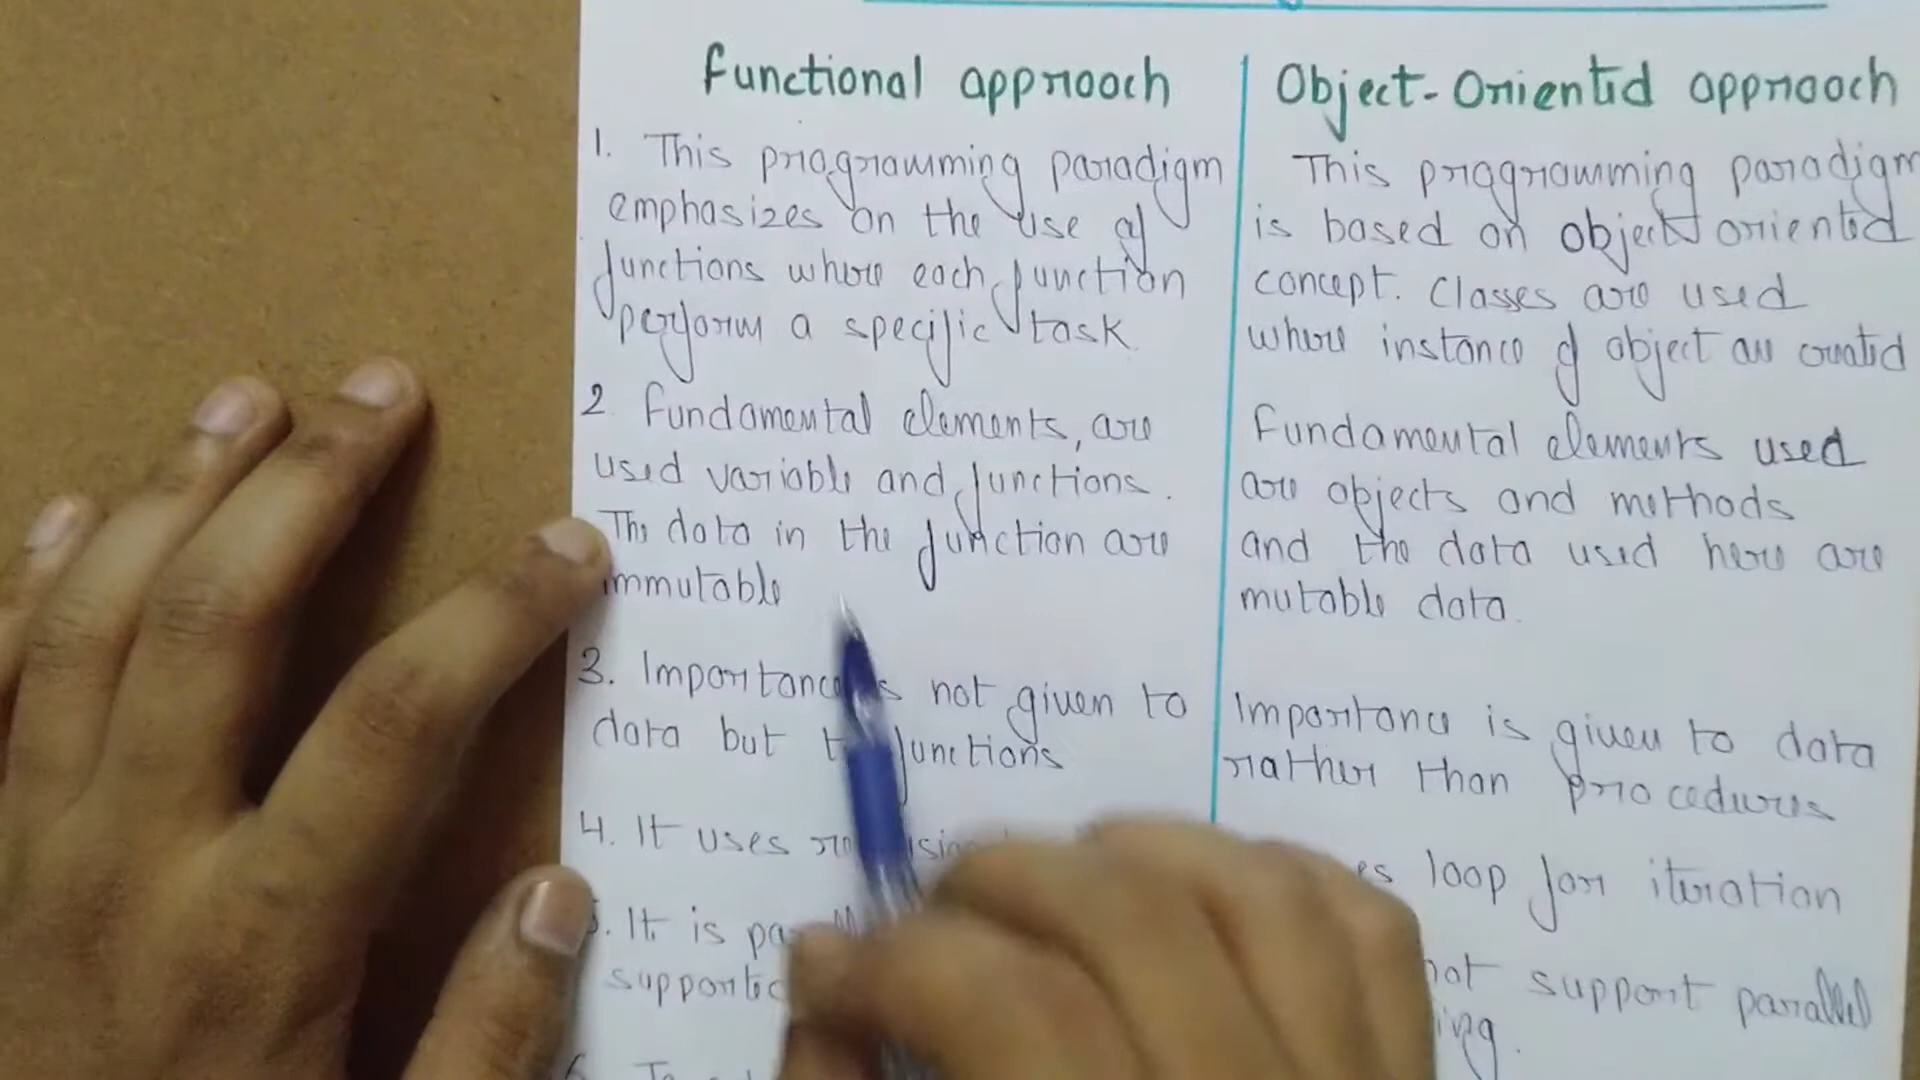 Functional approach
1. This programming paradigm
emphasizes on the use of
functions where each function
perform a specific task
2. Fundamental elements, are
used variable and functions.
The data in the function are
immutable
3. Importance is not given to
data but to functions
4. It uses
5. It is
supported
Object-Oriented approach
This programming paradigm
is based on object oriented
concept. Classes are used
where instance of object are created
Fundamental elements used
are objects and methods
and the data used here are
mutable data.
Importance is given to data
rather than procedures
loop for iteration
not support parallel